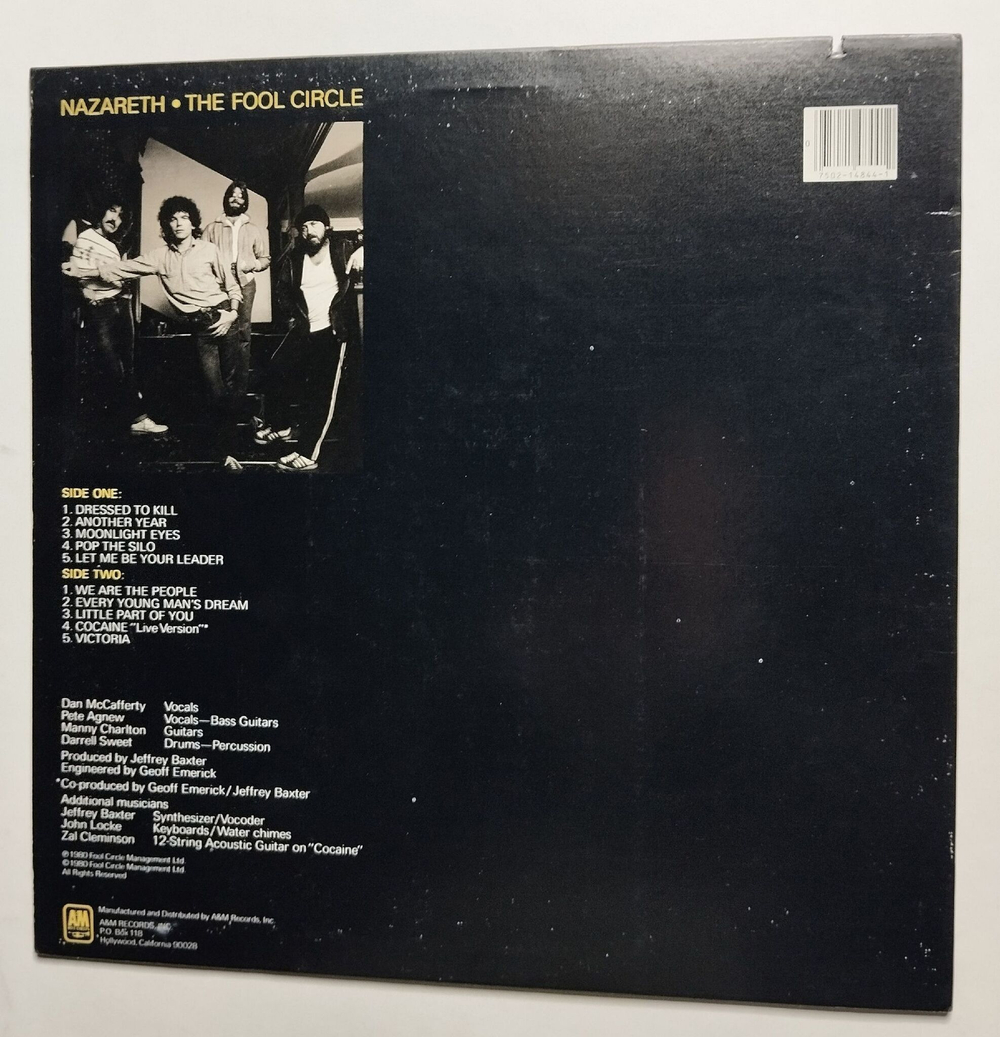 NAZARETH • THE FOOL CIRCLE
0
7502-14844-1
SIDE ONE:
1. DRESSED TO KILL
2. ANOTHER YEAR
3. MOONLIGHT EYES
4. POP THE SILO
5. LET ME BE YOUR LEADER
SIDE TWO:
1. WE ARE THE PEOPLE
2. EVERY YOUNG MAN'S DREAM
3. LITTLE PART OF YOU
4. COCAINE "Live Version"*
5. VICTORIA
Dan McCafferty Vocals
Pete Agnew Vocals—Bass Guitars
Manny Charlton Guitars
Darrell Sweet Drums—Percussion
Produced by Jeffrey Baxter
Engineered by Geoff Emerick
*Co-produced by Geoff Emerick/Jeffrey Baxter
Additional musicians
Jeffrey Baxter Synthesizer/Vocoder
John Locke Keyboards/Water chimes
Zal Cleminson 12-String Acoustic Guitar on "Cocaine"
℗ 1980 Fool Circle Management Ltd.
© 1980 Fool Circle Management Ltd.
All Rights Reserved
AM
Manufactured and Distributed by A&M Records, Inc.
A&M RECORDS, INC.
P.O. Box 118
Hollywood, California 90028